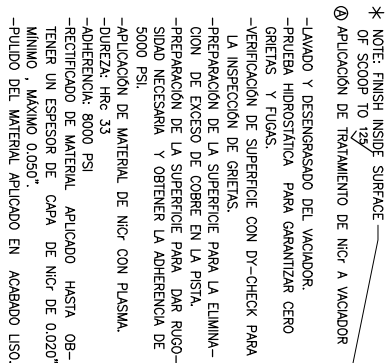 * NOTE: FINISH INSIDE SURFACE
OF SCOOP TO 125
Ⓐ APLICACIÓN DE TRATAMIENTO DE NiCr A VACIADOR
-LAVADO Y DESENGRASADO DEL VACIADOR.
-PRUEBA HIDROSTÁTICA PARA GARANTIZAR CERO
GRIETAS Y FUGAS.
-VERIFICACIÓN DE SUPERFICIE CON DY-CHECK PARA
LA INSPECCIÓN DE GRIETAS.
-PREPARACIÓN DE LA SUPERFICIE PARA LA ELIMINA-
CION DE EXCESO DE COBRE EN LA PISTA.
-PREPARACIÓN DE LA SUPERFICIE PARA DAR RUGO-
SIDAD NECESARIA Y OBTENER LA ADHERENCIA DE
5000 PSI.
-APLICACIÓN DE MATERIAL DE NiCr CON PLASMA.
-DUREZA: HRc 33
-ADHERENCIA: 8000 PSI
-RECTIFICADO DE MATERIAL APLICADO HASTA OB-
TENER UN ESPESOR DE CAPA DE NiCr DE 0.020"
MÍNIMO , MÁXIMO 0.050".
-PULIDO DEL MATERIAL APLICADO EN ACABADO LISO.